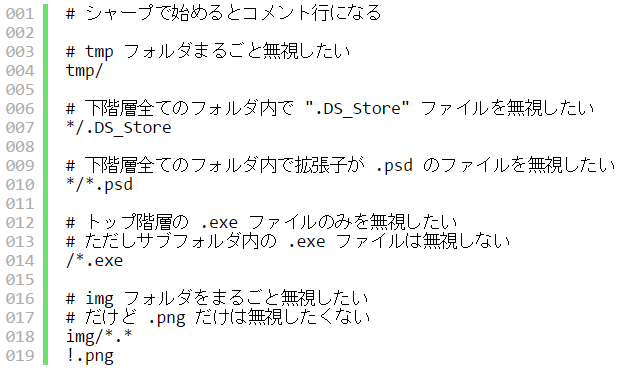 001 # シャープで始めるとコメント行になる
002
003 # tmp フォルダまるごと無視したい
004 tmp/
005
006 # 下階層全てのフォルダ内で ".DS_Store" ファイルを無視したい
007 */.DS_Store
008
009 # 下階層全てのフォルダ内で拡張子が .psd のファイルを無視したい
010 */*.psd
011
012 # トップ階層の .exe ファイルのみを無視したい
013 # ただしサブフォルダ内の .exe ファイルは無視しない
014 /*.exe
015
016 # img フォルダをまるごと無視したい
017 # だけど .png だけは無視したくない
018 img/*.*
019 !.png